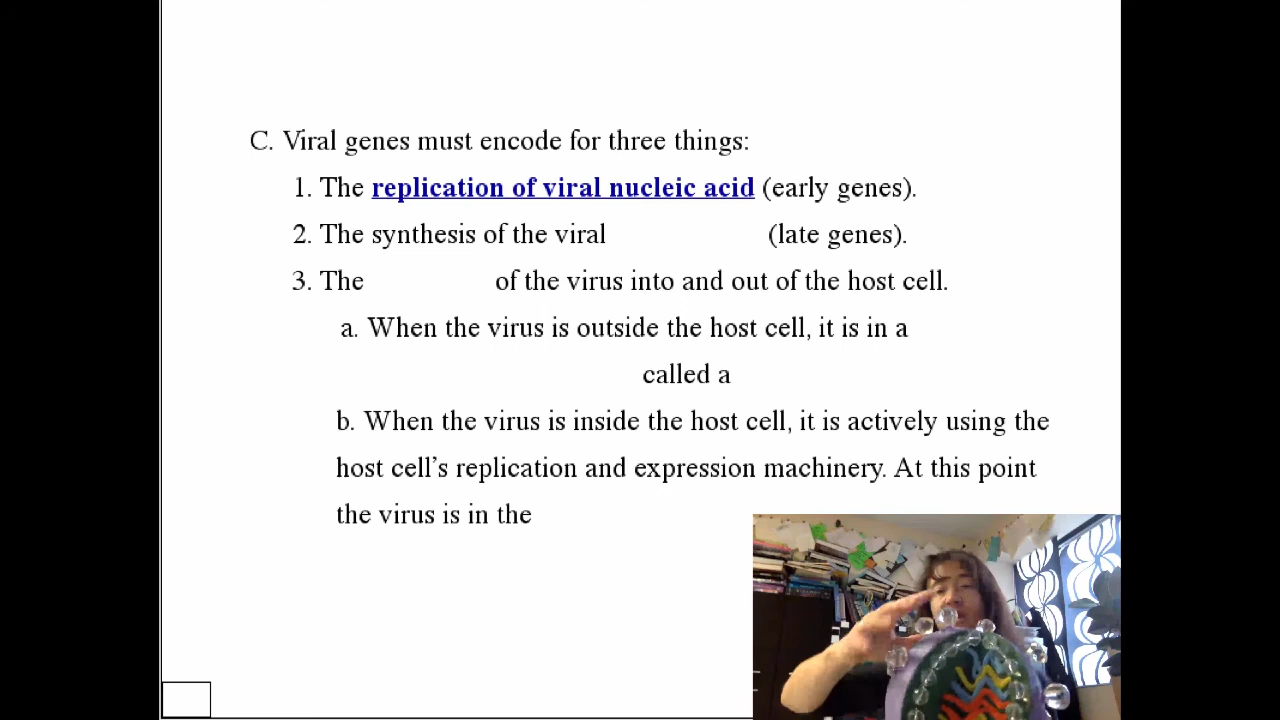 C. Viral genes must encode for three things:
1. The replication of viral nucleic acid (early genes).
2. The synthesis of the viral (late genes).
3. The of the virus into and out of the host cell.
a. When the virus is outside the host cell, it is in a
called a
b. When the virus is inside the host cell, it is actively using the
host cell’s replication and expression machinery. At this point
the virus is in the